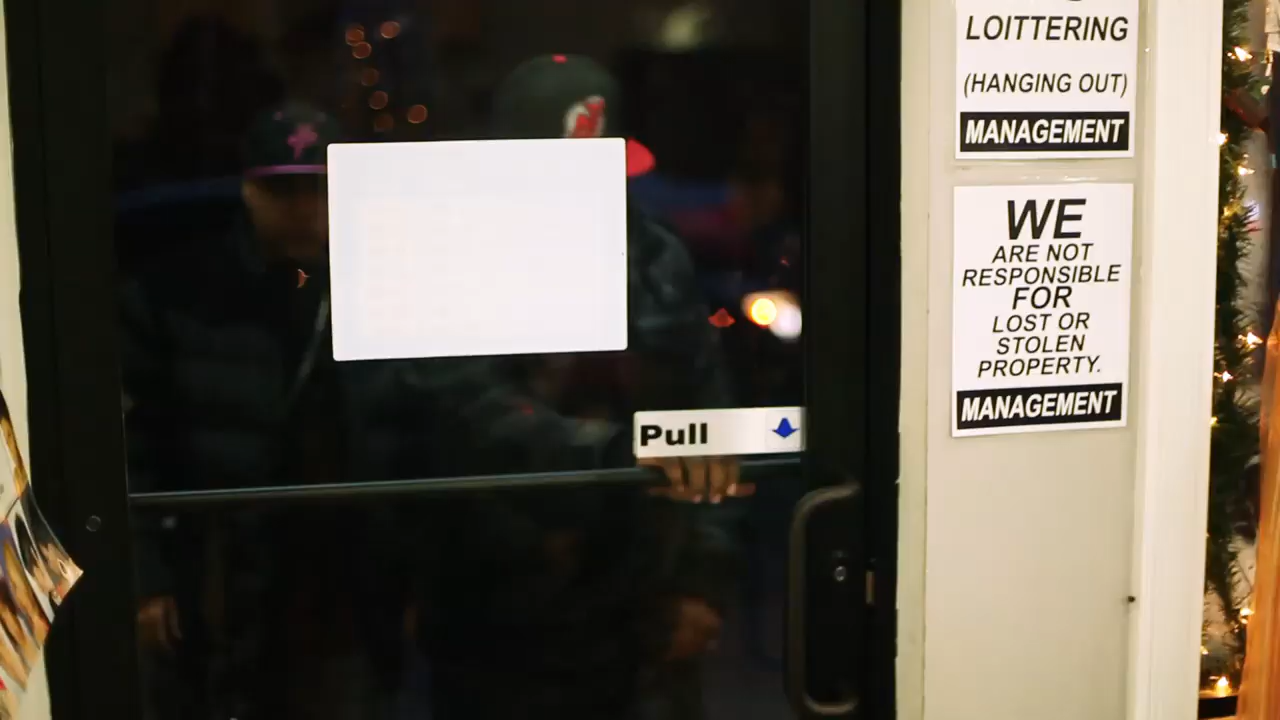 LOITTERING
(HANGING OUT)
MANAGEMENT
WE
ARE NOT
RESPONSIBLE
FOR
LOST OR
STOLEN
PROPERTY.
MANAGEMENT
Pull